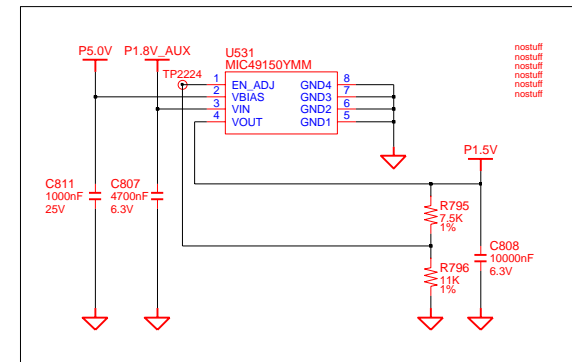 nostuff
nostuff
nostuff
nostuff
nostuff
nostuff
P5.0V P1.8V_AUX
U531
MIC49150YMM
TP2224
1 EN_ADJ GND4 8
2 VBIAS GND3 7
3 VIN GND2 6
4 VOUT GND1 5
P1.5V
C811
1000nF
25V
C807
4700nF
6.3V
R795
7.5K
1%
C808
10000nF
6.3V
R796
11K
1%